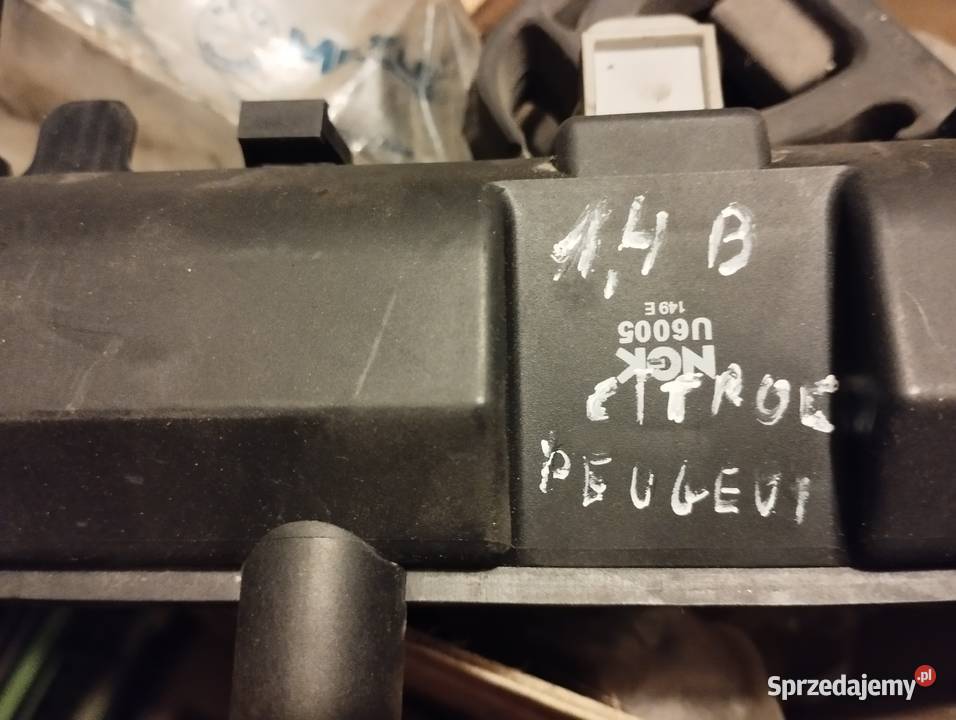 1,4 B
149 E
U6005
NGK
CITROE
PEUGEUT
Sprzedajemy.pl